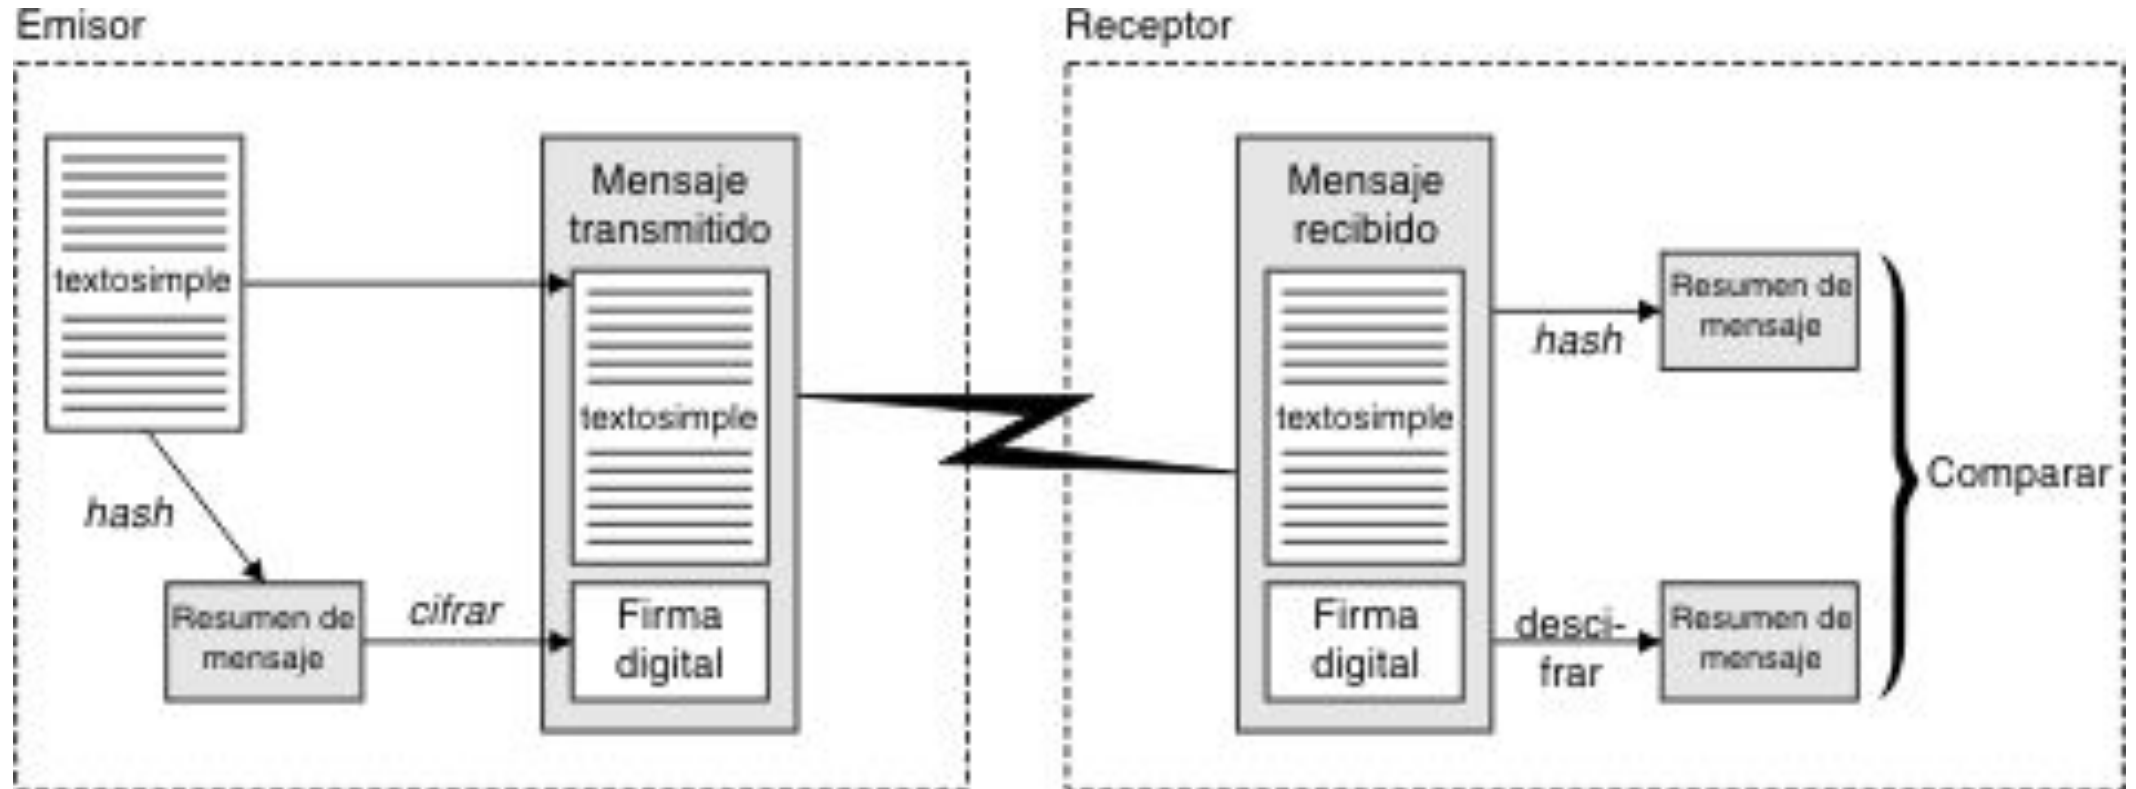 Emisor
textosimple
hash
Resumen de
mensaje
cifrar
Mensaje
transmitido
textosimple
Firma
digital
Receptor
Mensaje
recibido
textosimple
Firma
digital
hash
Resumen de
mensaje
desci-
frar
Resumen de
mensaje
Comparar